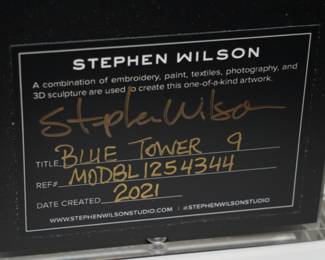 STEPHEN WILSON
A combination of embroidery, paint, textiles, photography, and
3D sculpture are used to create this one-of-a-kind artwork.
Stephen Wilson
TITLE BLUE TOWER 9
REF# MODBL1254344
DATE CREATED 2021
WWW.STEPHENWILSONSTUDIO.COM | #STEPHENWILSONSTUDIO